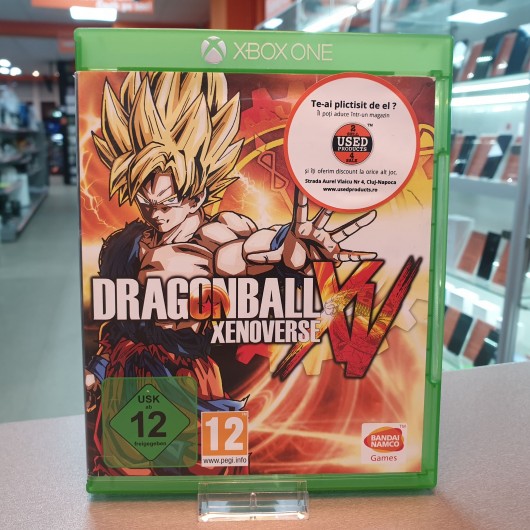 XBOX ONE
Te-ai plictisit de el ?
Îl poți aduce într-un magazin
USED
PRODUCTS
și îți oferim discount la orice alt joc.
Strada Aurel Vlaicu Nr 4, Cluj-Napoca
www.usedproducts.ro
DRAGONBALL
XENOVERSE
XV
USK
ab
12
freigegeben
12
www.pegi.info
BANDAI
NAMCO
Games